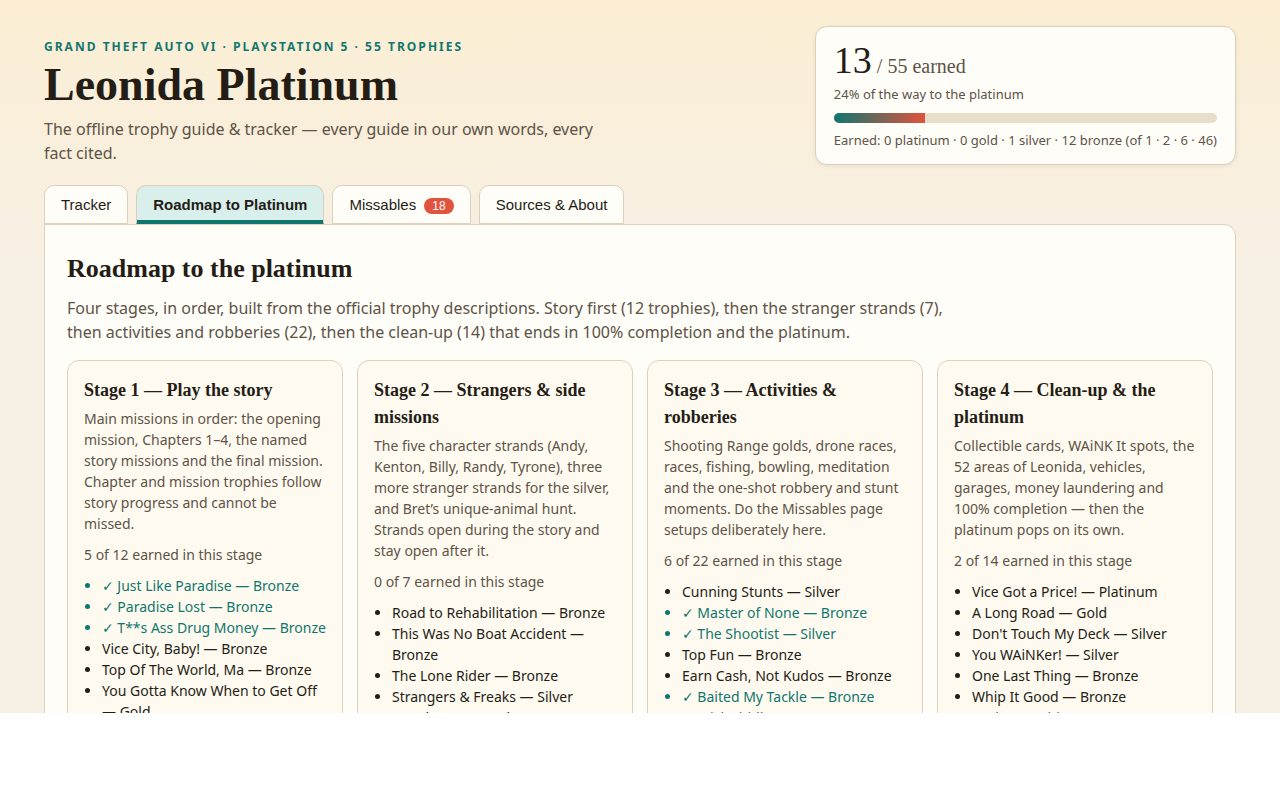 GRAND THEFT AUTO VI · PLAYSTATION 5 · 55 TROPHIES
Leonida Platinum
The offline trophy guide & tracker — every guide in our own words, every
fact cited.
13 / 55 earned
24% of the way to the platinum
Earned: 0 platinum · 0 gold · 1 silver · 12 bronze (of 1 · 2 · 6 · 46)
Tracker
Roadmap to Platinum
Missables 18
Sources & About
Roadmap to the platinum
Four stages, in order, built from the official trophy descriptions. Story first (12 trophies), then the stranger strands (7),
then activities and robberies (22), then the clean-up (14) that ends in 100% completion and the platinum.
Stage 1 — Play the story
Main missions in order: the opening
mission, Chapters 1–4, the named
story missions and the final mission.
Chapter and mission trophies follow
story progress and cannot be
missed.
5 of 12 earned in this stage
• ✓ Just Like Paradise — Bronze
• ✓ Paradise Lost — Bronze
• ✓ T**s Ass Drug Money — Bronze
• Vice City, Baby! — Bronze
• Top Of The World, Ma — Bronze
• You Gotta Know When to Get Off
— Gold
Stage 2 — Strangers & side
missions
The five character strands (Andy,
Kenton, Billy, Randy, Tyrone), three
more stranger strands for the silver,
and Bret’s unique-animal hunt.
Strands open during the story and
stay open after it.
0 of 7 earned in this stage
• Road to Rehabilitation — Bronze
• This Was No Boat Accident —
Bronze
• The Lone Rider — Bronze
• Strangers & Freaks — Silver
Stage 3 — Activities &
robberies
Shooting Range golds, drone races,
races, fishing, bowling, meditation
and the one-shot robbery and stunt
moments. Do the Missables page
setups deliberately here.
6 of 22 earned in this stage
• Cunning Stunts — Silver
• ✓ Master of None — Bronze
• ✓ The Shootist — Silver
• Top Fun — Bronze
• Earn Cash, Not Kudos — Bronze
• ✓ Baited My Tackle — Bronze
Stage 4 — Clean-up & the
platinum
Collectible cards, WAiNK It spots, the
52 areas of Leonida, vehicles,
garages, money laundering and
100% completion — then the
platinum pops on its own.
2 of 14 earned in this stage
• Vice Got a Price! — Platinum
• A Long Road — Gold
• Don't Touch My Deck — Silver
• You WAiNKer! — Silver
• One Last Thing — Bronze
• Whip It Good — Bronze